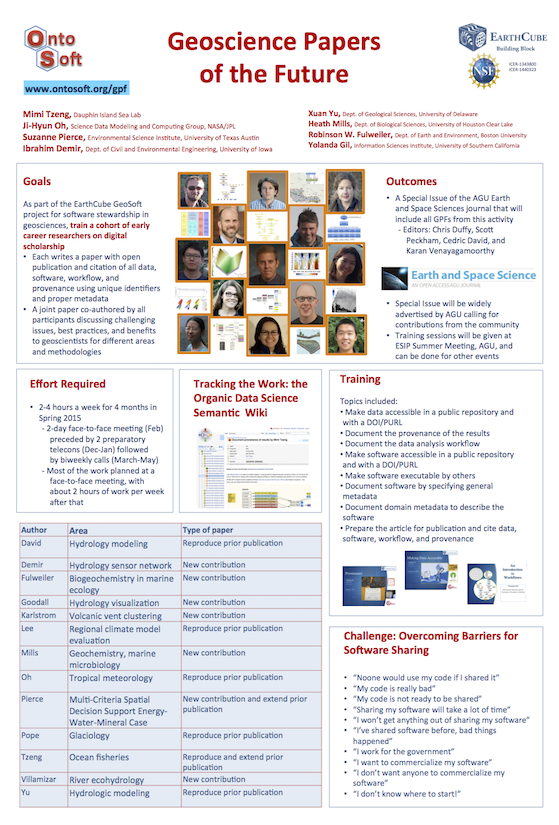 Onto
Soft
www.ontosoft.org/gpf
Geoscience Papers
of the Future
EARTHCUBE
Building Block
NSF
ICER-1343800
ICER-1440323
Mimi Tzeng, Dauphin Island Sea Lab
Ji-Hyun Oh, Science Data Modeling and Computing Group, NASA/JPL
Suzanne Pierce, Environmental Science Institute, University of Texas Austin
Ibrahim Demir, Dept. of Civil and Environmental Engineering, University of Iowa
Xuan Yu, Dept. of Geological Sciences, University of Delaware
Heath Mills, Dept. of Biological Sciences, University of Houston Clear Lake
Robinson W. Fulweiler, Dept. of Earth and Environment, Boston University
Yolanda Gil, Information Sciences Institute, University of Southern California
Goals
As part of the EarthCube GeoSoft
project for software stewardship in
geosciences, train a cohort of early
career researchers on digital
scholarship
• Each writes a paper with open
publication and citation of all data,
software, workflow, and
provenance using unique identifiers
and proper metadata
• A joint paper co-authored by all
participants discussing challenging
issues, best practices, and benefits
to geoscientists for different areas
and methodologies
Outcomes
• A Special Issue of the AGU Earth
and Space Sciences journal that will
include all GPFs from this activity
- Editors: Chris Duffy, Scott
Peckham, Cedric David, and
Karan Venayagamoorthy
Earth and Space Science
AN OPEN ACCESS AGU JOURNAL
• Special Issue will be widely
advertised by AGU calling for
contributions from the community
• Training sessions will be given at
ESIP Summer Meeting, AGU, and
can be done for other events
Effort Required
• 2-4 hours a week for 4 months in
Spring 2015
- 2-day face-to-face meeting (Feb)
preceded by 2 preparatory
telecons (Dec-Jan) followed
by biweekly calls (March-May)
- Most of the work planned at a
face-to-face meeting, with
about 2 hours of work per week
after that
Tracking the Work: the
Organic Data Science
Semantic Wiki
Training
Topics included:
• Make data accessible in a public repository and
with a DOI/PURL
• Document the provenance of the results
• Document the data analysis workflow
• Make software accessible in a public repository
and with a DOI/PURL
• Make software executable by others
• Document software by specifying general
metadata
• Document domain metadata to describe the
software
• Prepare the article for publication and cite data,
software, workflow, and provenance
Making Data Accessible
An
Introduction
to
Workflows
Author Area Type of paper
David Hydrology modeling Reproduce prior publication
Demir Hydrology sensor network New contribution
Fulweiler Biogeochemistry in marine New contribution
ecology
Goodall Hydrology visualization New contribution
Karlstrom Volcanic vent clustering New contribution
Lee Regional climate model Reproduce prior publication
evaluation
Mills Geochemistry, marine New contribution
microbiology
Oh Tropical meteorology Reproduce prior publication
Pierce Multi-Criteria Spatial New contribution and extend prior
Decision Support Energy- publication
Water-Mineral Case
Pope Glaciology Reproduce prior publication
Tzeng Ocean fisheries Reproduce and extend prior
publication
Villamizar River ecohydrology New contribution
Yu Hydrologic modeling Reproduce prior publication
Challenge: Overcoming Barriers for
Software Sharing
• “Noone would use my code if I shared it”
• “My code is really bad”
• “My code is not ready to be shared”
• “Sharing my software will take a lot of time”
• “I won’t get anything out of sharing my software”
• “I’ve shared software before, bad things
happened”
• “I work for the government”
• “I want to commercialize my software”
• “I don’t want anyone to commercialize my
software”
• “I don’t know where to start!”